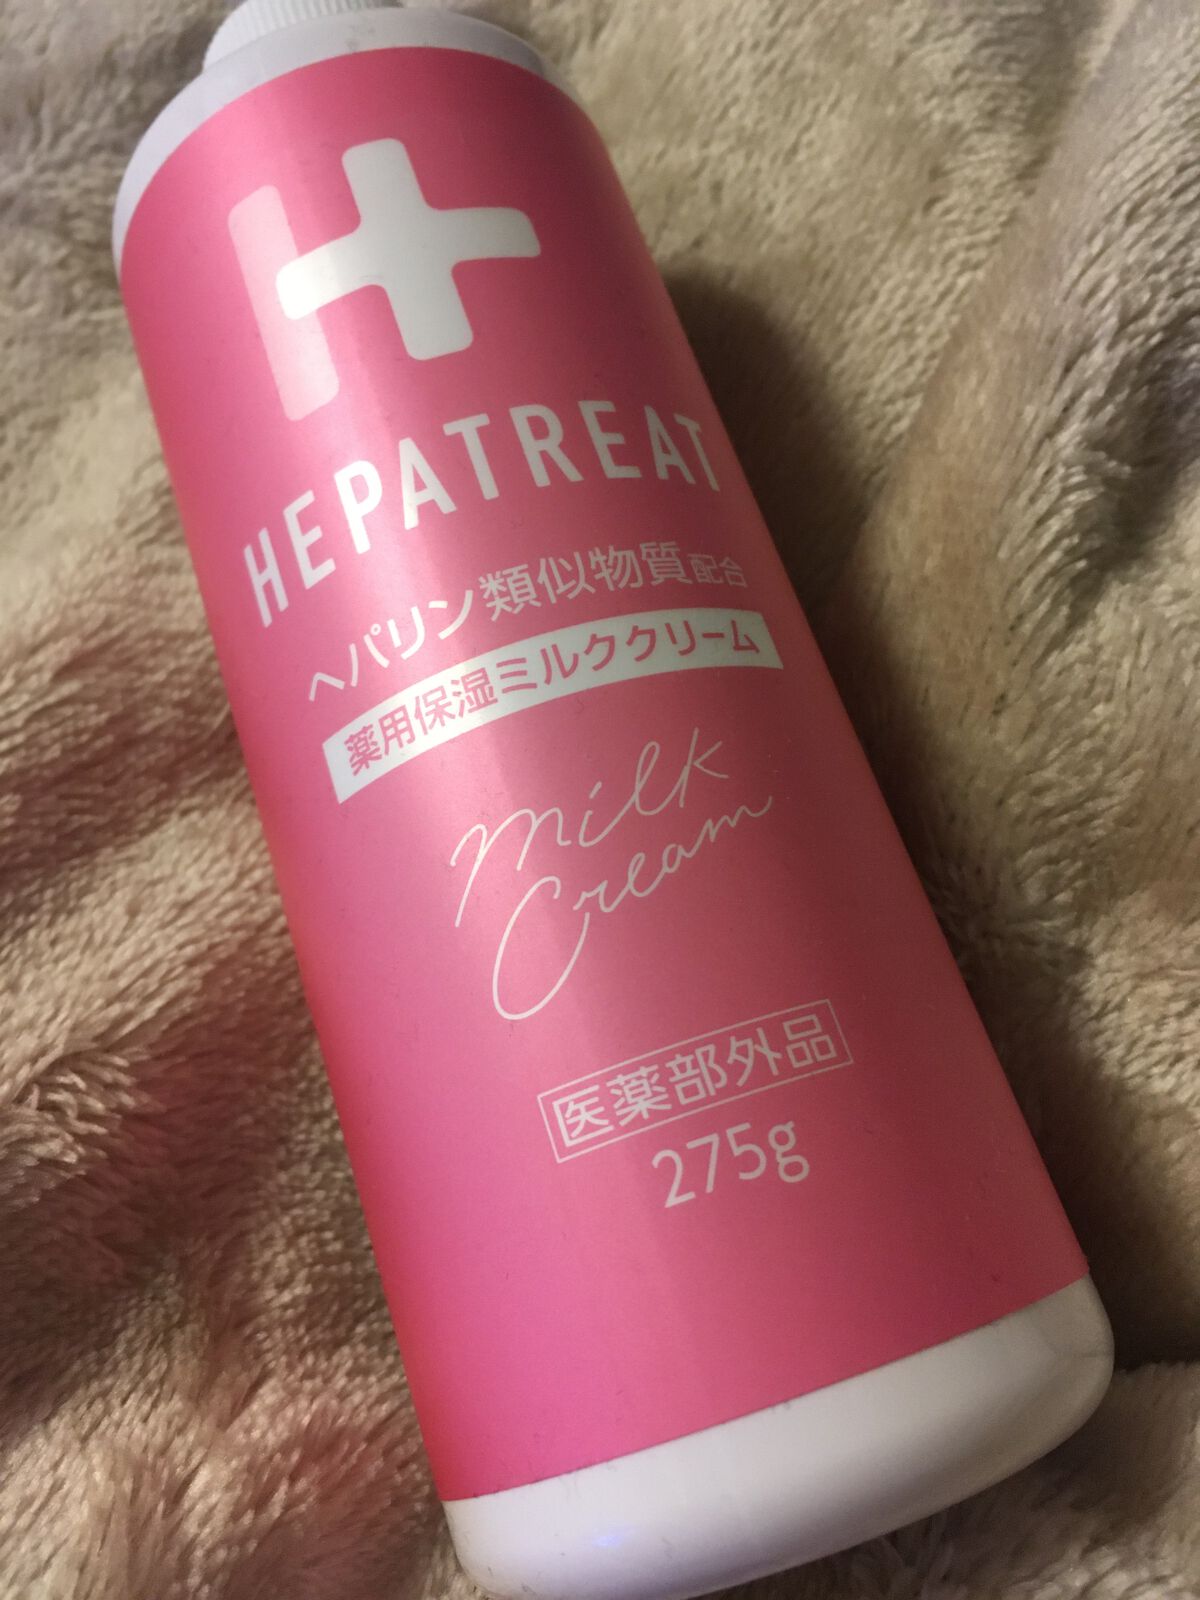 H
HEPATREAT
ヘパリン類似物質配合
薬用保湿ミルククリーム
milk
Cream
医薬部外品
275g